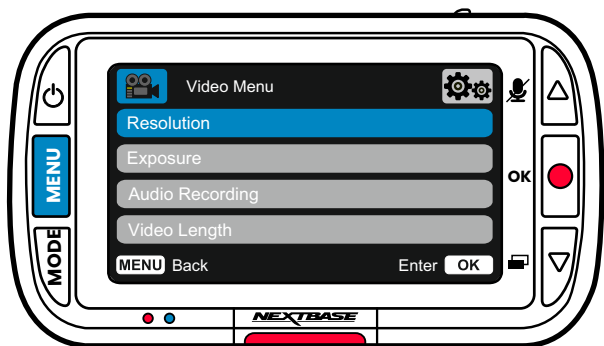 Video Menu
Resolution
Exposure
Audio Recording
Video Length
MENU Back
Enter OK
MENU
MODE
OK
NEXTBASE